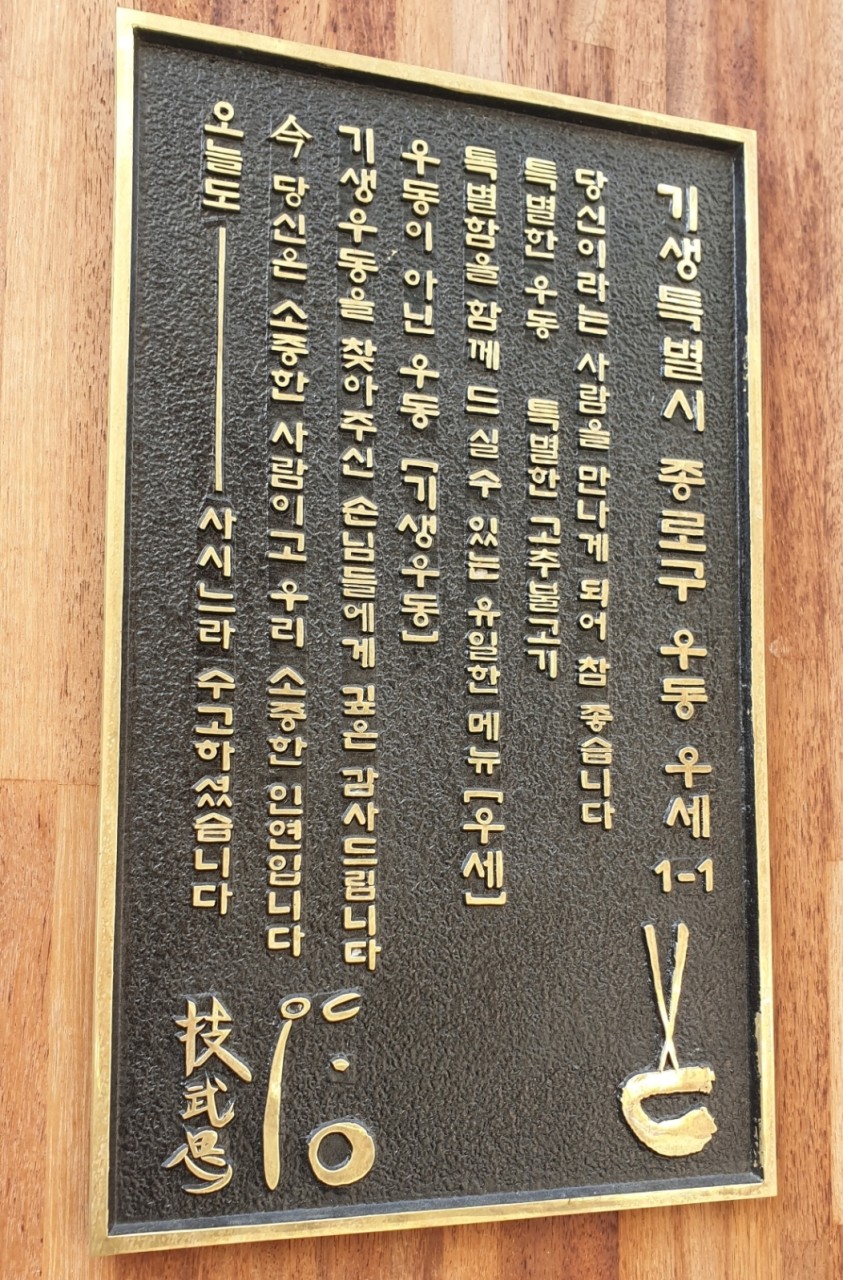 기생특별시 종로구 우동 우세 1-1
당신이라는 사람을 만나게 되어 참 좋습니다
특별한 우동 특별한 고추불고기
특별함을 함께 드실수 있는 유일한 메뉴 [우세]
우동이 아닌 우동 [기생우동]
기생우동을 찾아주신 손님들에게 깊은 감사드립니다
今 당신은 소중한 사람이고 우리 소중한 인연입니다
오늘도 ─ 사시느라 수고하셨습니다
技武